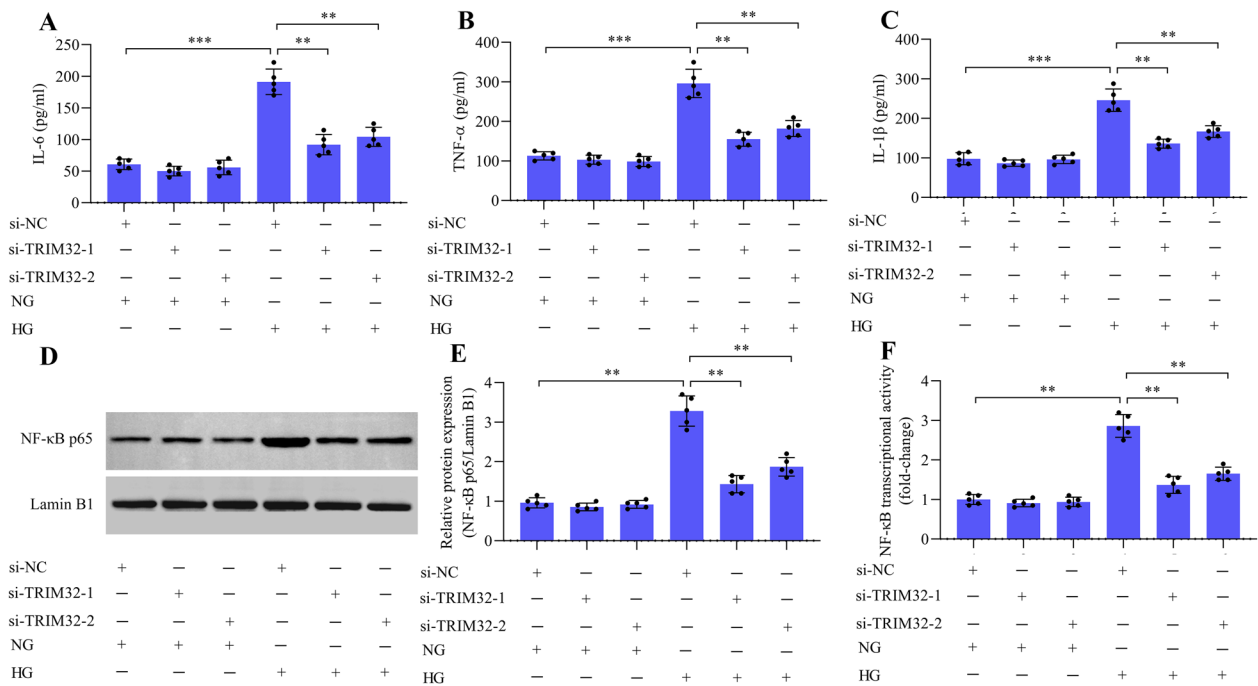 A
IL-6 (pg/ml)
250
200
150
100
50
0
***
**
**
si-NC + — — + — —
si-TRIM32-1 — + — — + —
si-TRIM32-2 — — + — — +
NG + + + — — —
HG — — — + + +
B
TNF-α (pg/ml)
400
300
200
100
0
***
**
**
si-NC + — — + — —
si-TRIM32-1 — + — — + —
si-TRIM32-2 — — + — — +
NG + + + — — —
HG — — — + + +
C
IL-1β (pg/ml)
400
300
200
100
0
***
**
**
si-NC + — — + — —
si-TRIM32-1 — + — — + —
si-TRIM32-2 — — + — — +
NG + + + — — —
HG — — — + + +
D
NF-κB p65
Lamin B1
si-NC + — — + — —
si-TRIM32-1 — + — — + —
si-TRIM32-2 — — + — — +
NG + + + — — —
HG — — — + + +
E
Relative protein expression
(NF-κB p65/Lamin B1)
4
3
2
1
0
**
**
**
si-NC + — — + — —
si-TRIM32-1 — + — — + —
si-TRIM32-2 — — + — — +
NG + + + — — —
HG — — — + + +
F
NF-κB transcriptional activity
(fold-change)
4
3
2
1
0
**
**
**
si-NC + — — + — —
si-TRIM32-1 — + — — + —
si-TRIM32-2 — — + — — +
NG + + + — — —
HG — — — + + +